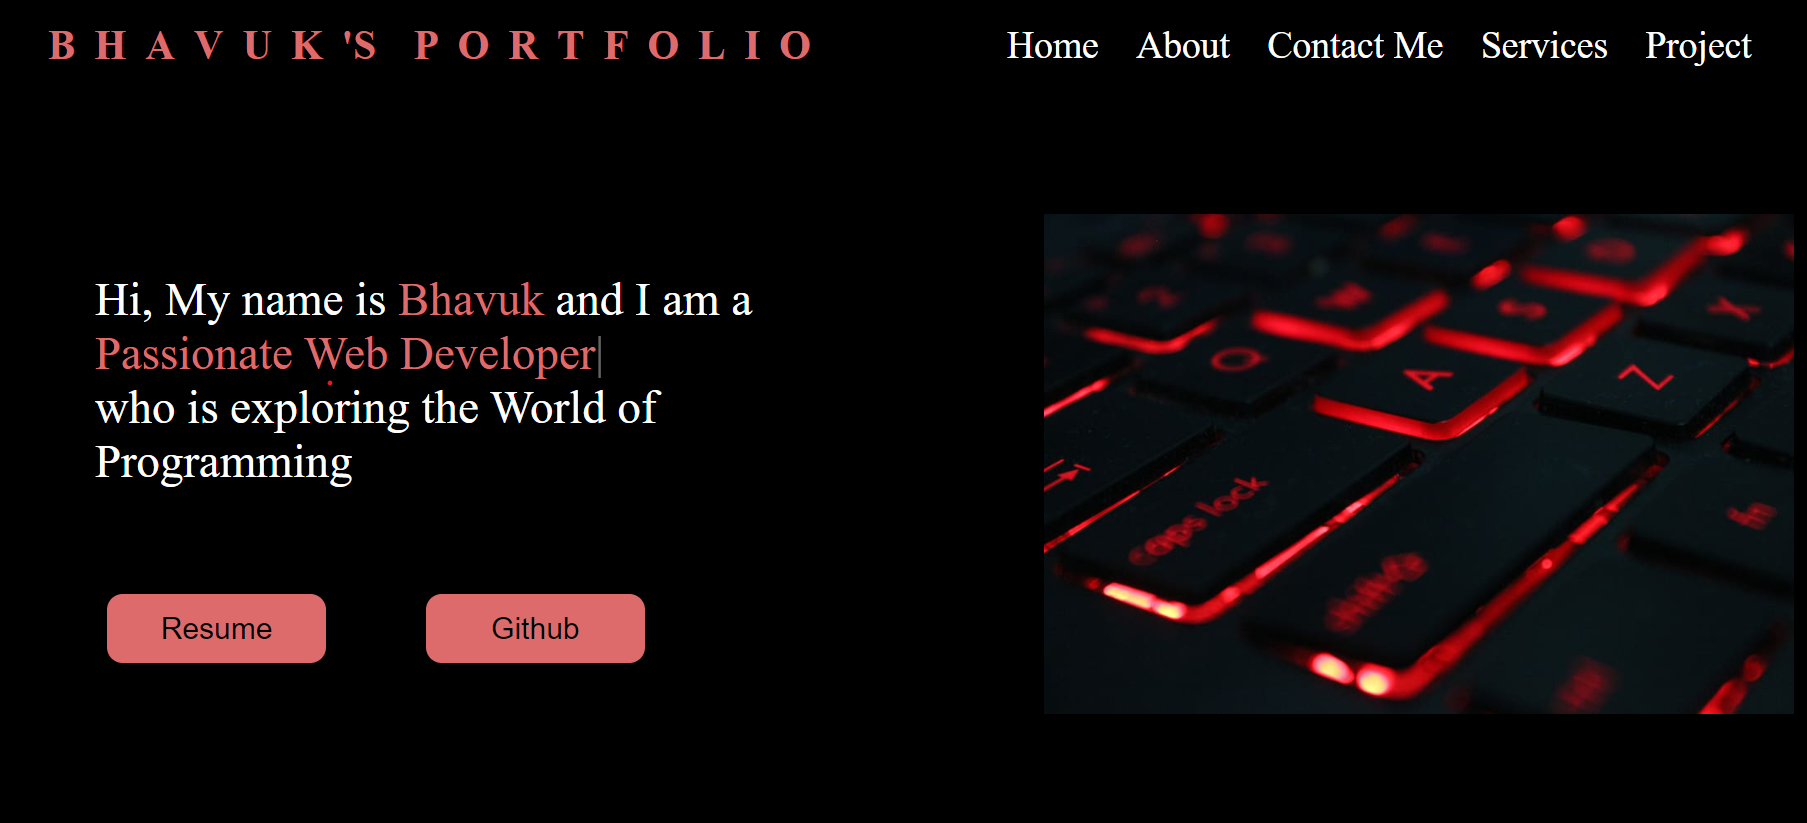 B H A V U K 'S P O R T F O L I O
Home About Contact Me Services Project
Hi, My name is Bhavuk and I am a
Passionate Web Developer|
who is exploring the World of
Programming
Resume Github
Q A Z
caps lock
shift
fn